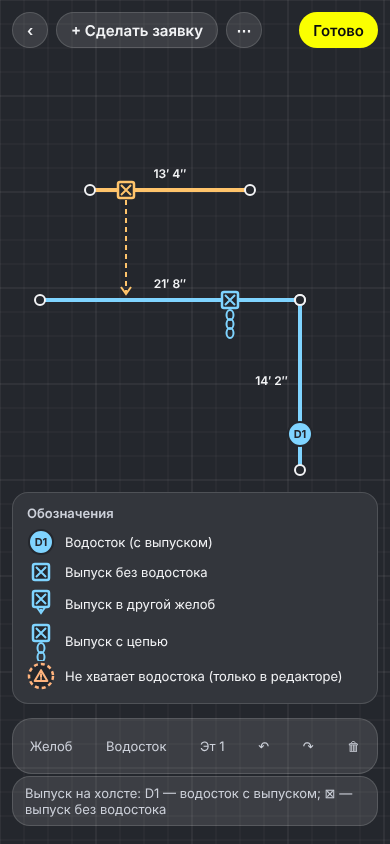 ‹ + Сделать заявку ··· Готово
13′ 4″
21′ 8″
14′ 2″
D1
Обозначения
D1 Водосток (с выпуском)
Выпуск без водостока
Выпуск в другой желоб
Выпуск с цепью
Не хватает водостока (только в редакторе)
Желоб Водосток Эт 1 ↶ ↷
Выпуск на холсте: D1 — водосток с выпуском; ⊠ —
выпуск без водостока